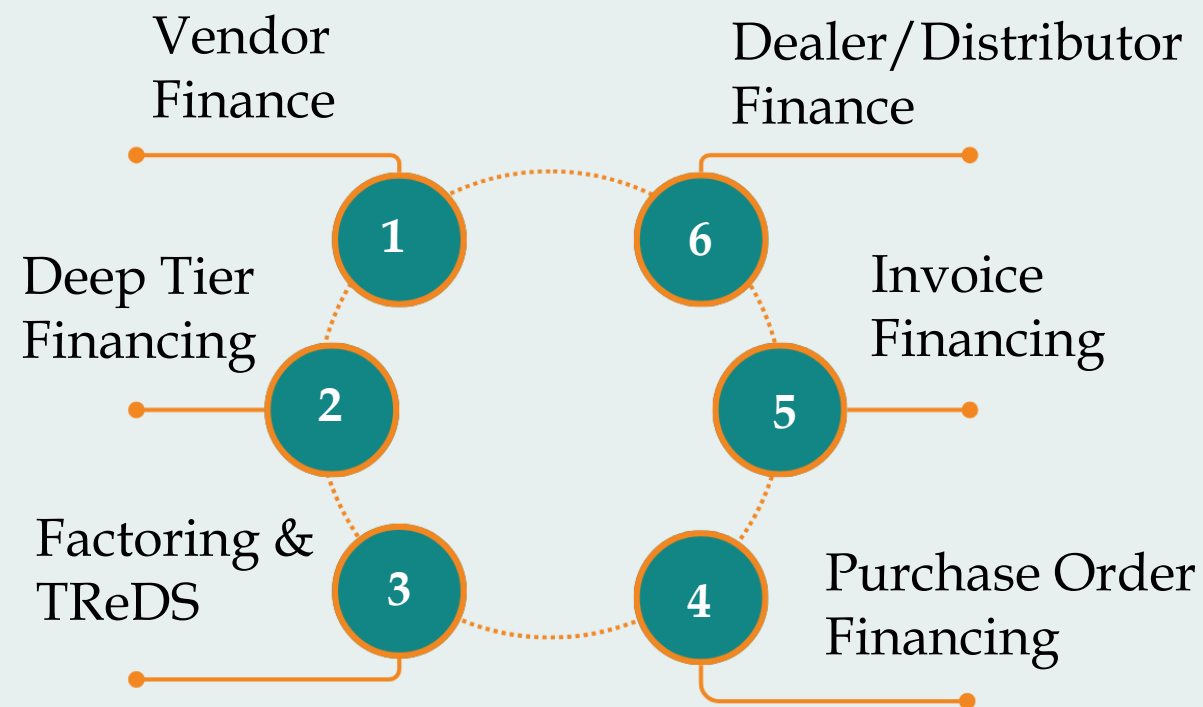 Vendor
Finance
1
Deep Tier
Financing
2
Factoring &
TReDS
3
Purchase Order
Financing
4
Invoice
Financing
5
Dealer/Distributor
Finance
6